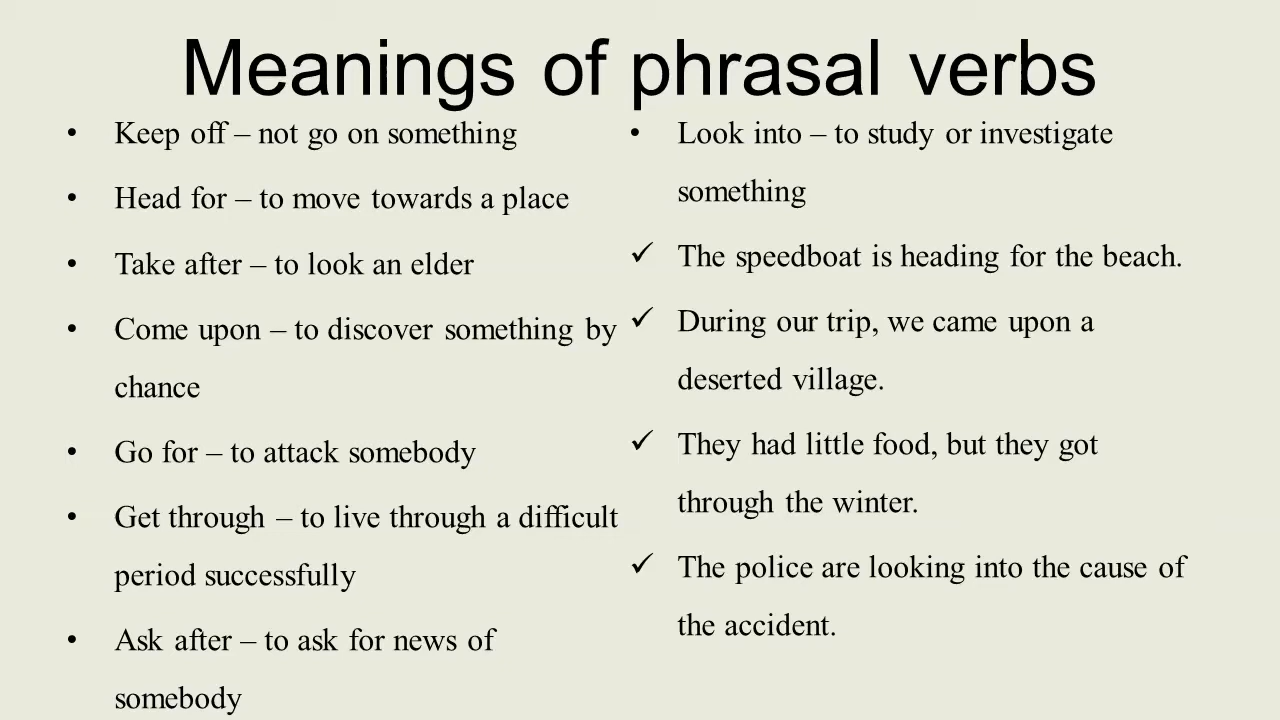 Meanings of phrasal verbs
• Keep off – not go on something
• Head for – to move towards a place
• Take after – to look an elder
• Come upon – to discover something by
chance
• Go for – to attack somebody
• Get through – to live through a difficult
period successfully
• Ask after – to ask for news of
somebody
• Look into – to study or investigate
something
✓ The speedboat is heading for the beach.
✓ During our trip, we came upon a
deserted village.
✓ They had little food, but they got
through the winter.
✓ The police are looking into the cause of
the accident.